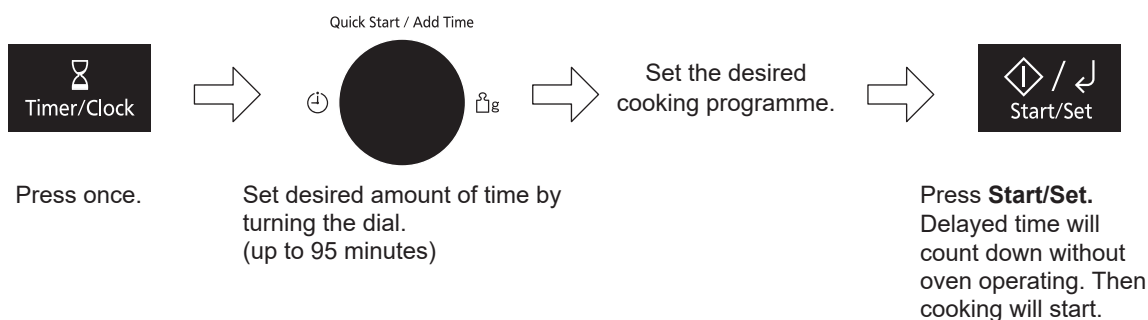 Quick Start / Add Time
Timer/Clock
g
Set the desired
cooking programme.
/
Start/Set
Press once.
Set desired amount of time by
turning the dial.
(up to 95 minutes)
Press Start/Set.
Delayed time will
count down without
oven operating. Then
cooking will start.